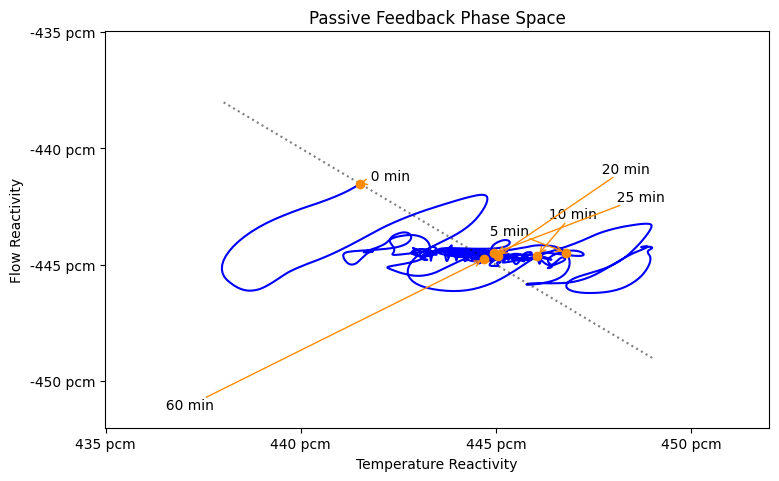 Passive Feedback Phase Space
-435 pcm
-440 pcm
-445 pcm
-450 pcm
Flow Reactivity
0 min
20 min
25 min
10 min
5 min
60 min
435 pcm
440 pcm
445 pcm
450 pcm
Temperature Reactivity